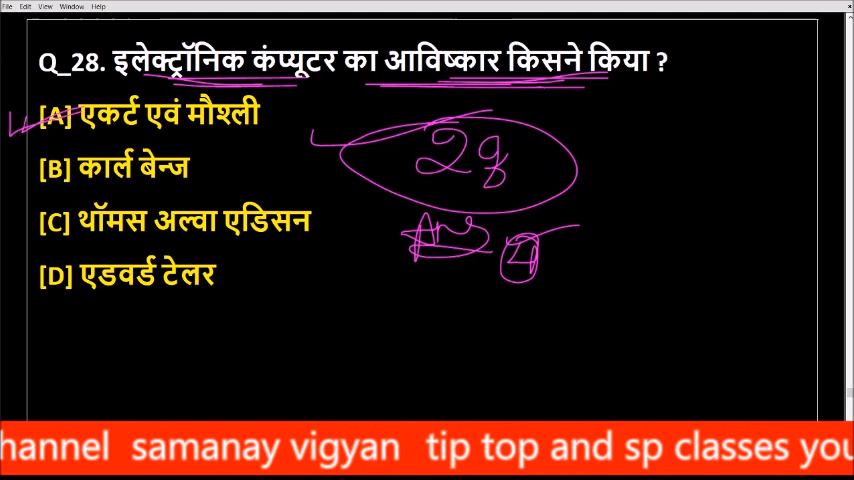 File Edit View Window Help
Q_28. इलेक्ट्रॉनिक कंप्यूटर का आविष्कार किसने किया ?
[A] एकर्ट एवं मौश्ली
[B] कार्ल बेन्ज
[C] थॉमस अल्वा एडिसन
[D] एडवर्ड टेलर
Ans
hannel samanay vigyan tip top and sp classes you